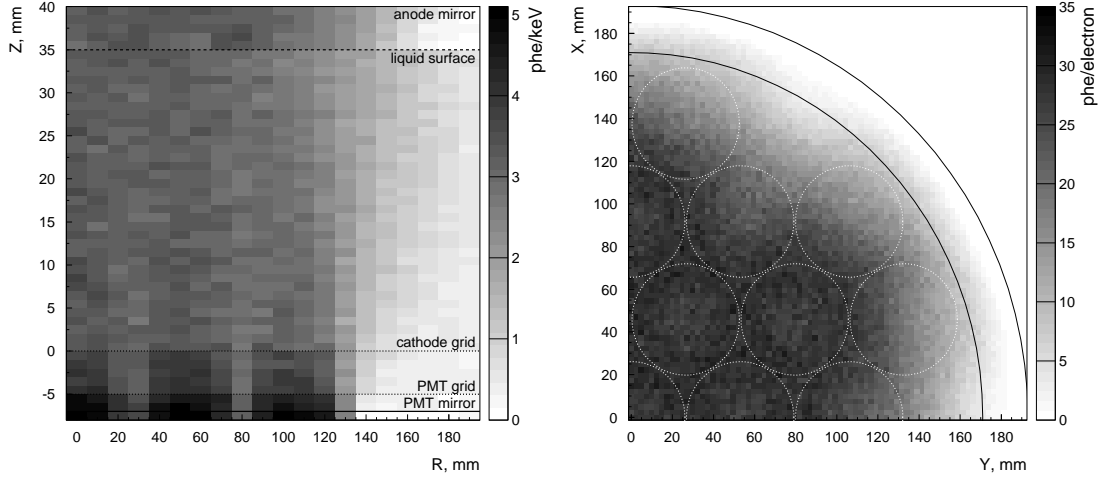 Z, mm
40
35
30
25
20
15
10
5
0
-5
anode mirror
liquid surface
cathode grid
PMT grid
PMT mirror
0 20 40 60 80 100 120 140 160 180
R, mm
phe/keV
5
4
3
2
1
0
X, mm
180
160
140
120
100
80
60
40
20
0
0 20 40 60 80 100 120 140 160 180
Y, mm
phe/electron
35
30
25
20
15
10
5
0